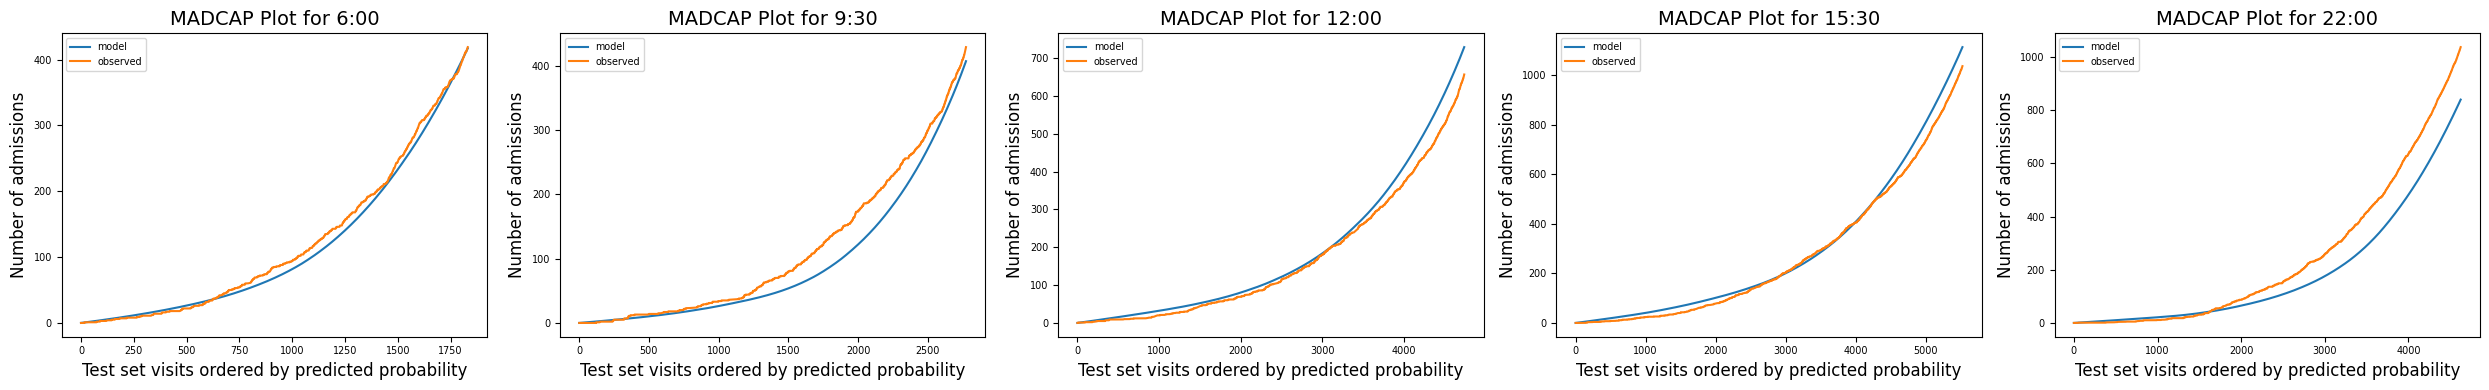 MADCAP Plot for 6:00
model
observed
Number of admissions
400
300
200
100
0
0 250 500 750 1000 1250 1500 1750
Test set visits ordered by predicted probability
MADCAP Plot for 9:30
model
observed
Number of admissions
400
300
200
100
0
0 500 1000 1500 2000 2500
Test set visits ordered by predicted probability
MADCAP Plot for 12:00
model
observed
Number of admissions
700
600
500
400
300
200
100
0
0 1000 2000 3000 4000
Test set visits ordered by predicted probability
MADCAP Plot for 15:30
model
observed
Number of admissions
1000
800
600
400
200
0
0 1000 2000 3000 4000 5000
Test set visits ordered by predicted probability
MADCAP Plot for 22:00
model
observed
Number of admissions
1000
800
600
400
200
0
0 1000 2000 3000 4000
Test set visits ordered by predicted probability